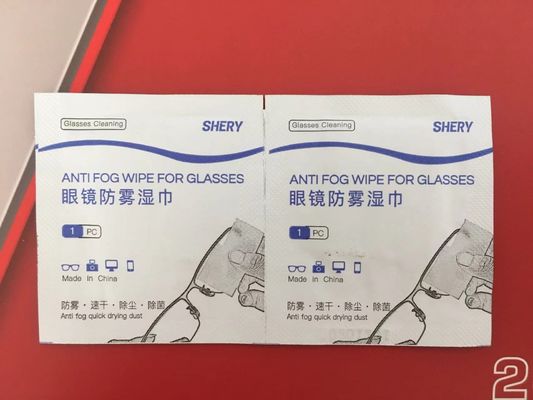 Glasses Cleaning
SHERY
ANTI FOG WIPE FOR GLASSES
眼镜防雾湿巾
1 PC
Made In China
防雾·速干·除尘·除菌
Anti fog quick drying dust
Glasses Cleaning
SHERY
ANTI FOG WIPE FOR GLASSES
眼镜防雾湿巾
1 PC
Made In China
防雾·速干·除尘·除菌
Anti fog quick drying dust
2